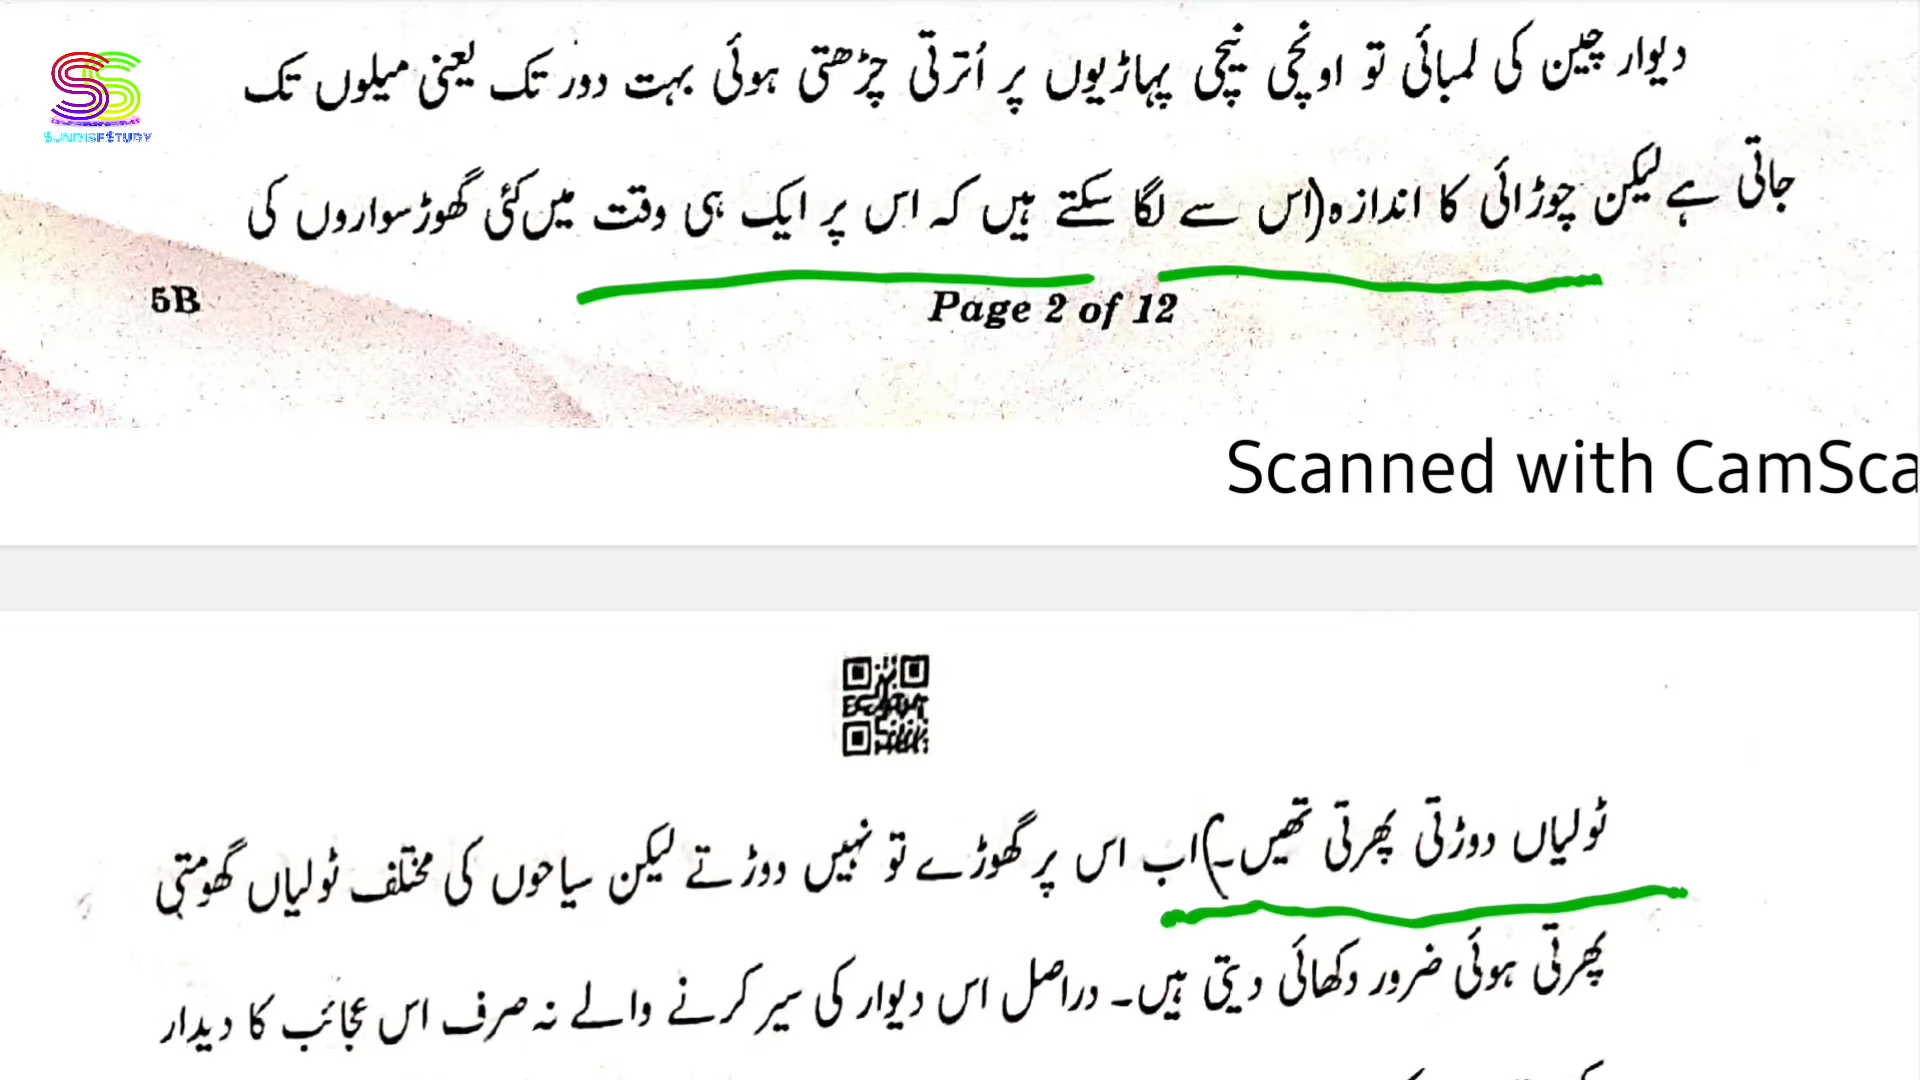 SUNRISESTUDY
دیوار چین کی لمبائی تو اونچی نیچی پہاڑیوں پر اُترتی چڑھتی ہوئی بہت دور تک یعنی میلوں تک
جاتی ہے لیکن چوڑائی کا اندازہ (اس سے لگا سکتے ہیں کہ اس پر ایک ہی وقت میں کئی گھوڑسواروں کی
5B
Page 2 of 12
Scanned with CamSca
ٹولیاں دوڑتی پھرتی تھیں۔) اب اس پر گھوڑے تو نہیں دوڑتے لیکن سیاحوں کی مختلف ٹولیاں گھومتی
پھرتی ہوئی ضرور دکھائی دیتی ہیں۔ دراصل اس دیوار کی سیر کرنے والے نہ صرف اس عجائب کا دیدار